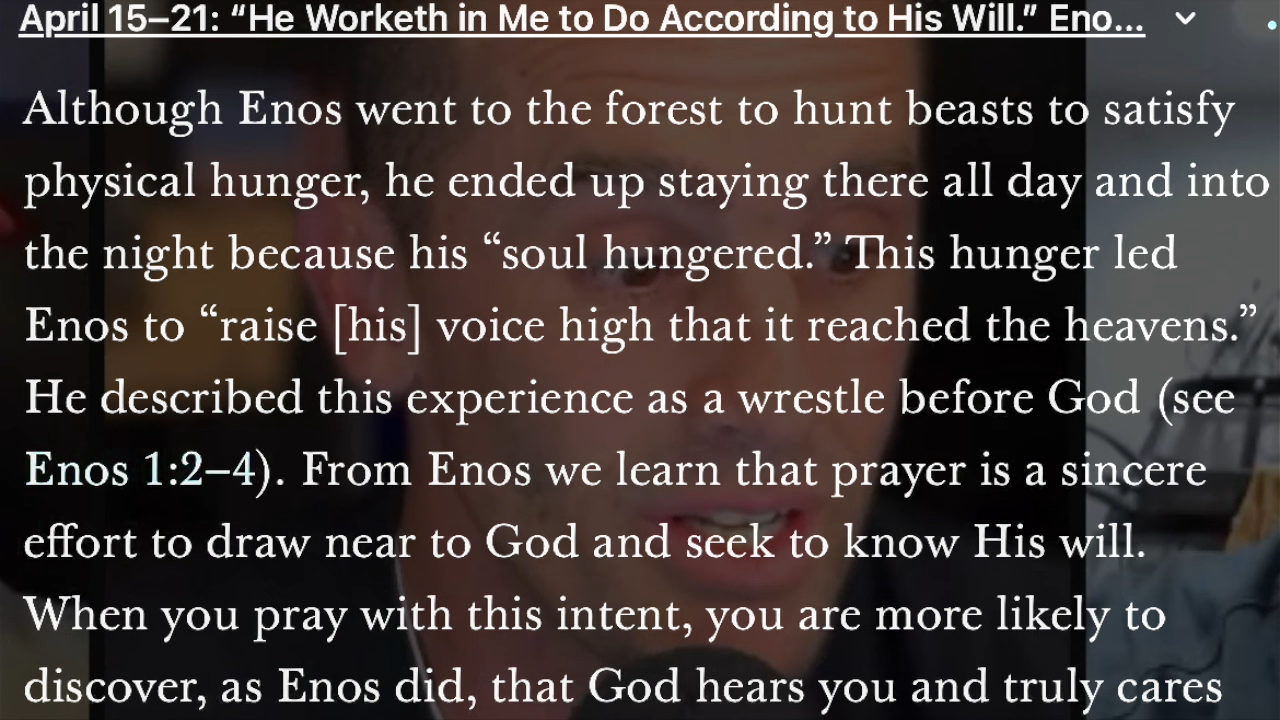 April 15–21: “He Worketh in Me to Do According to His Will.” Eno...
Although Enos went to the forest to hunt beasts to satisfy
physical hunger, he ended up staying there all day and into
the night because his “soul hungered.” This hunger led
Enos to “raise [his] voice high that it reached the heavens.”
He described this experience as a wrestle before God (see
Enos 1:2–4). From Enos we learn that prayer is a sincere
effort to draw near to God and seek to know His will.
When you pray with this intent, you are more likely to
discover, as Enos did, that God hears you and truly cares